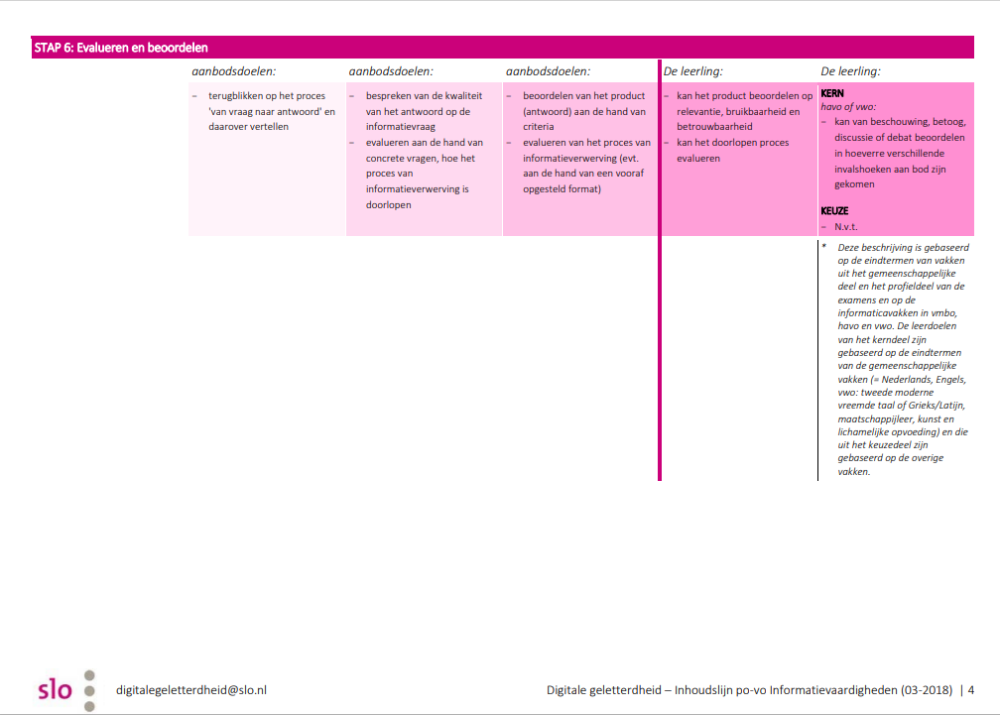 STAP 6: Evalueren en beoordelen
aanbodsdoelen:
– terugblikken op het proces
'van vraag naar antwoord' en
daarover vertellen
aanbodsdoelen:
– bespreken van de kwaliteit
van het antwoord op de
informatievraag
– evalueren aan de hand van
concrete vragen, hoe het
proces van
informatieverwerving is
doorlopen
aanbodsdoelen:
– beoordelen van het product
(antwoord) aan de hand van
criteria
– evalueren van het proces van
informatieverwerving (evt.
aan de hand van een vooraf
opgesteld format)
De leerling:
– kan het product beoordelen op
relevantie, bruikbaarheid en
betrouwbaarheid
– kan het doorlopen proces
evalueren
De leerling:
KERN
havo of vwo:
– kan van beschouwing, betoog,
discussie of debat beoordelen
in hoeverre verschillende
invalshoeken aan bod zijn
gekomen
KEUZE
– N.v.t.
* Deze beschrijving is gebaseerd
op de eindtermen van vakken
uit het gemeenschappelijke
deel en het profieldeel van de
examens en op de
informaticavakken in vmbo,
havo en vwo. De leerdoelen
van het kerndeel zijn
gebaseerd op de eindtermen
van de gemeenschappelijke
vakken (= Nederlands, Engels,
vwo: tweede moderne
vreemde taal of Grieks/Latijn,
maatschappijleer, kunst en
lichamelijke opvoeding) en die
uit het keuzedeel zijn
gebaseerd op de overige
vakken.
slo
digitalegeletterdheid@slo.nl
Digitale geletterdheid – Inhoudslijn po-vo Informatievaardigheden (03-2018) | 4